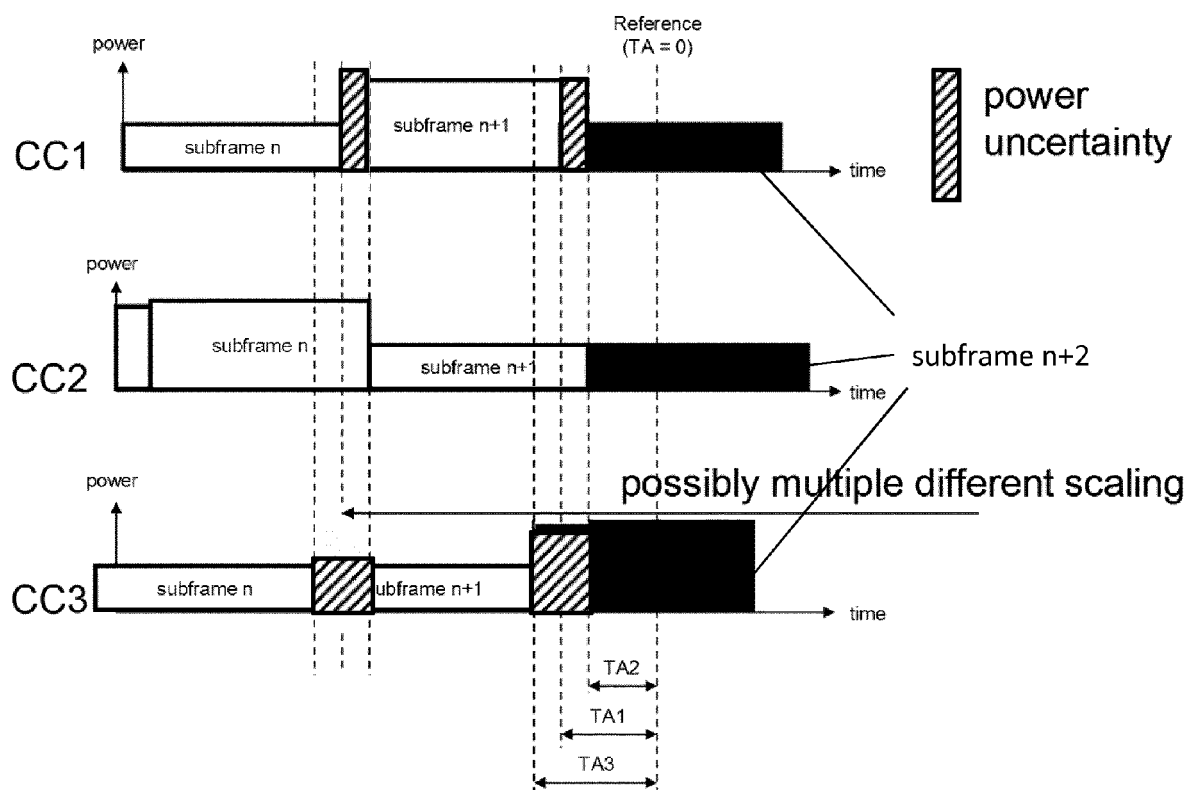 Reference
(TA = 0)
power
power
uncertainty
CC1
subframe n
subframe n+1
time
power
CC2
subframe n
subframe n+1
time
subframe n+2
possibly multiple different scaling
power
CC3
subframe n
ubframe n+1
time
TA2
TA1
TA3